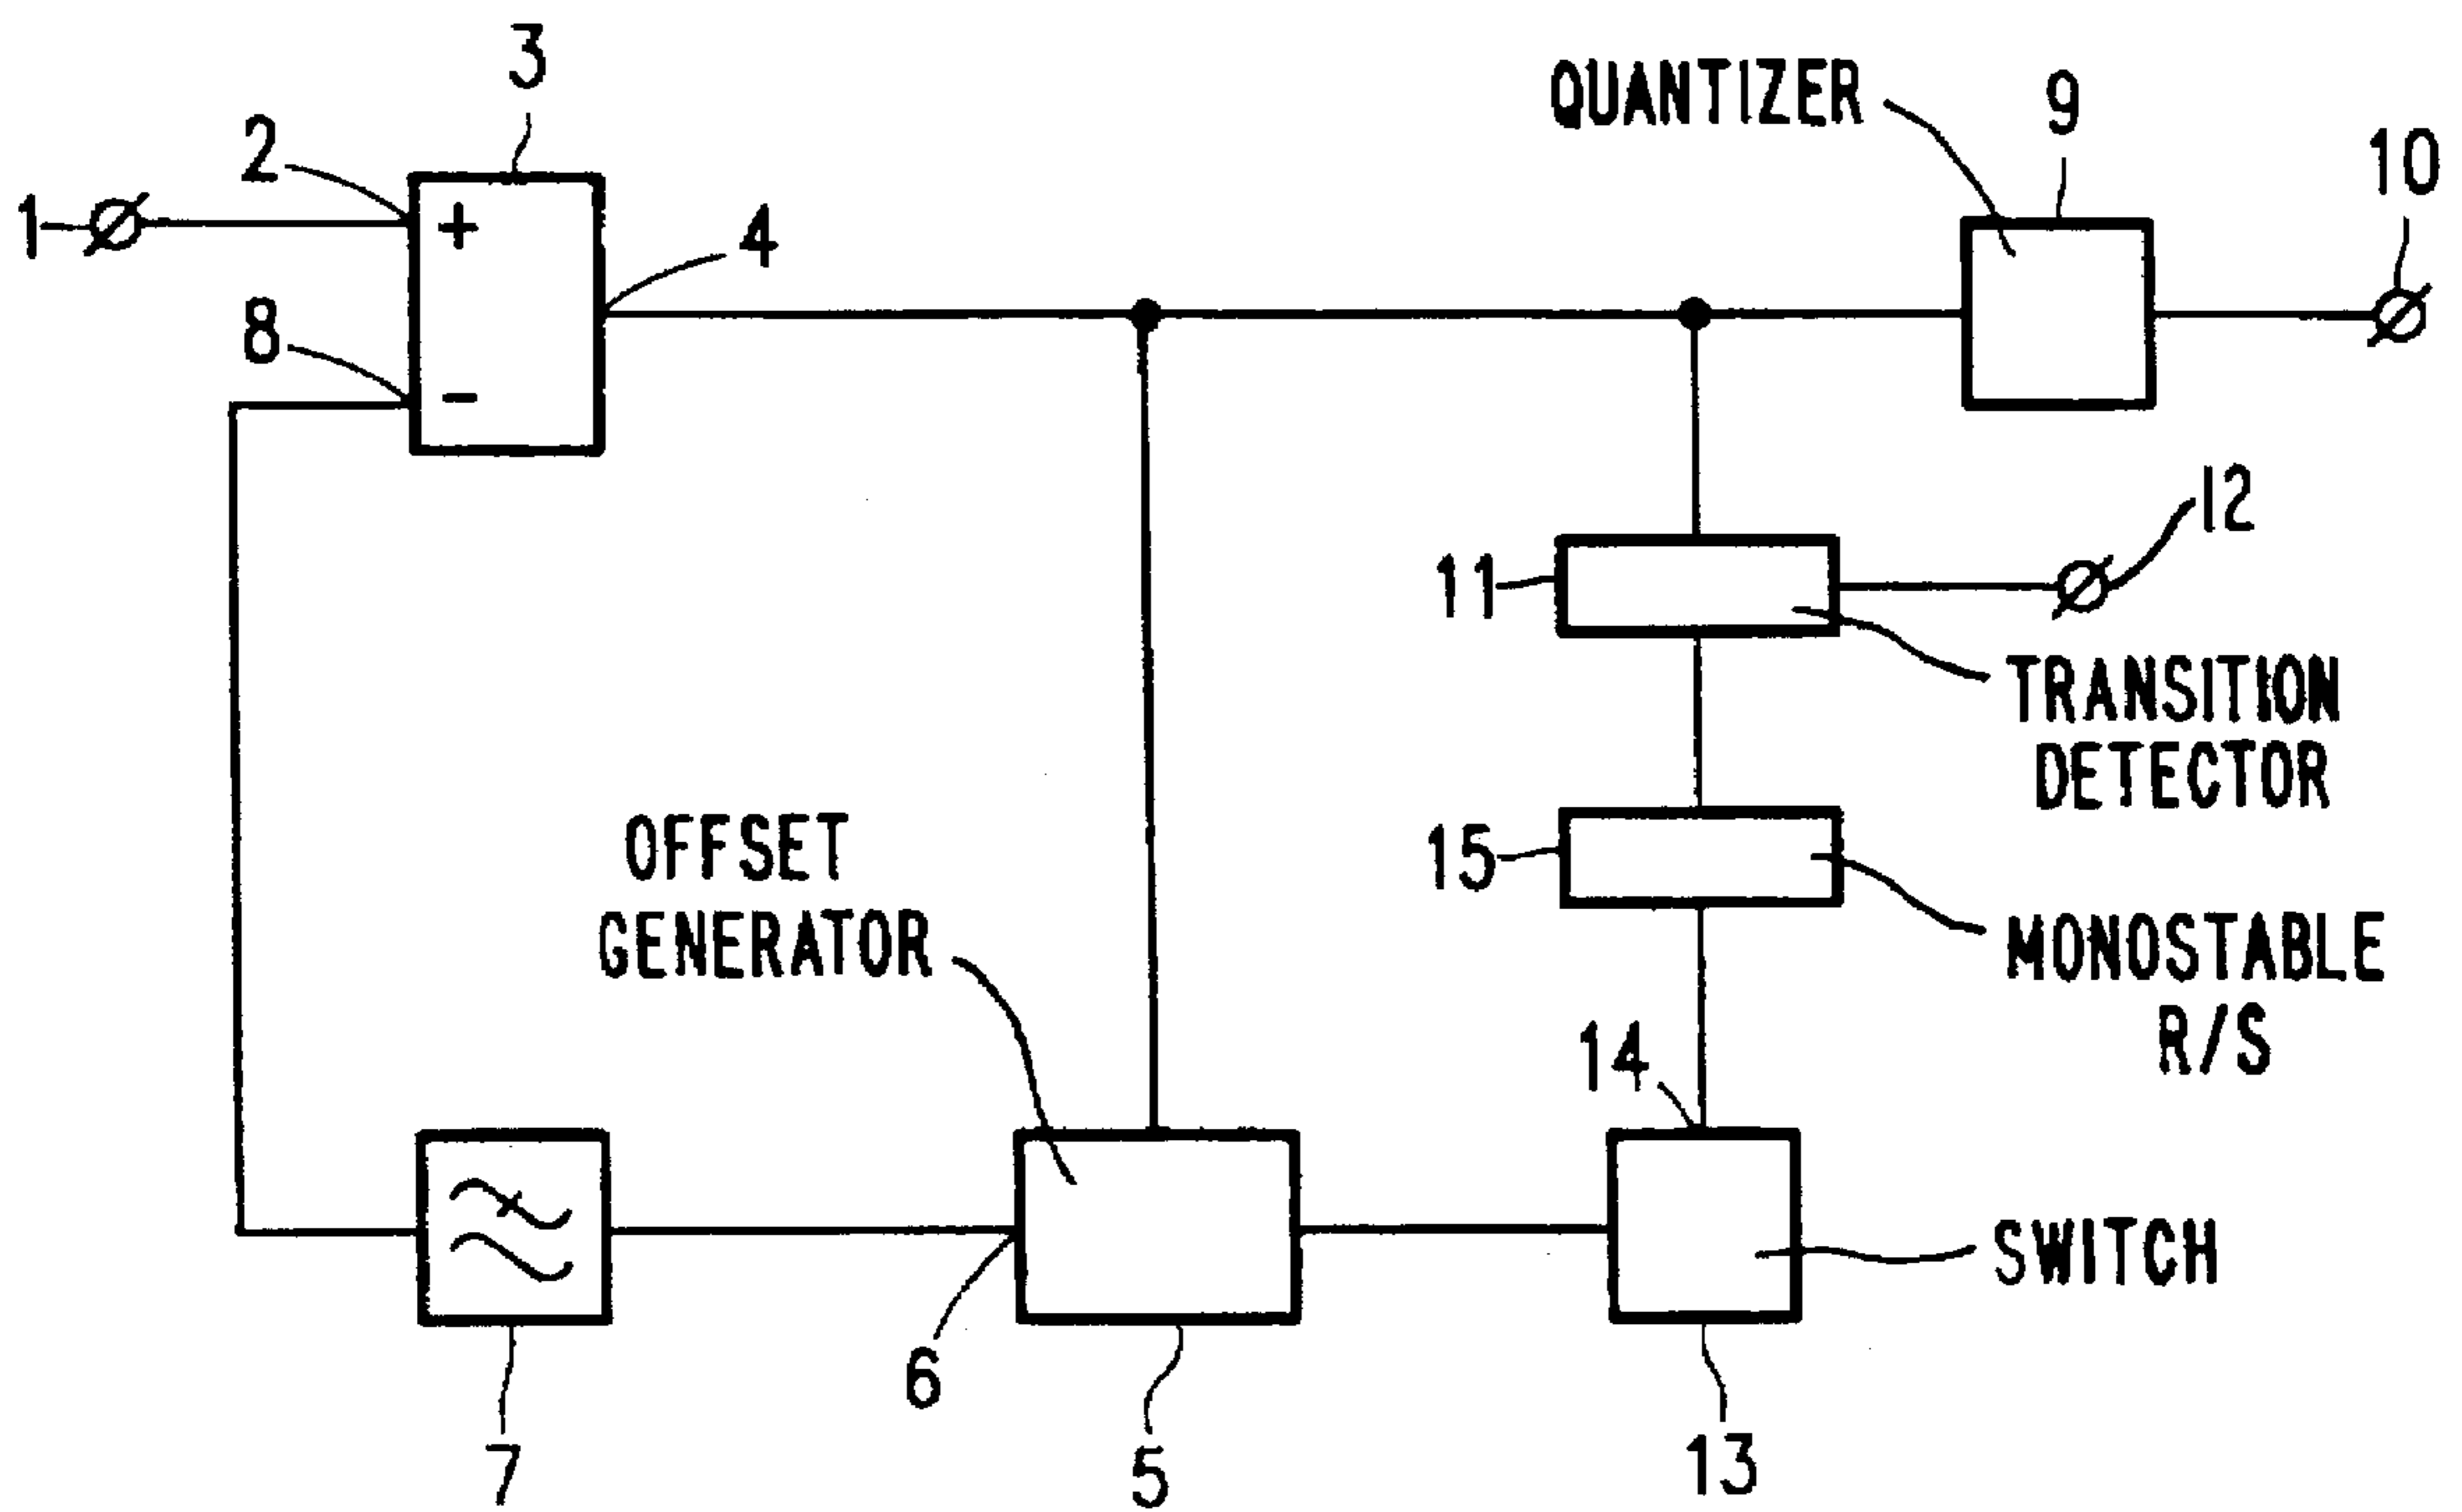 3
QUANTIZER
9
2
10
1
4
+
8
-
12
11
TRANSITION
DETECTOR
OFFSET
GENERATOR
15
MONOSTABLE
R/S
14
SWITCH
6
7
5
13